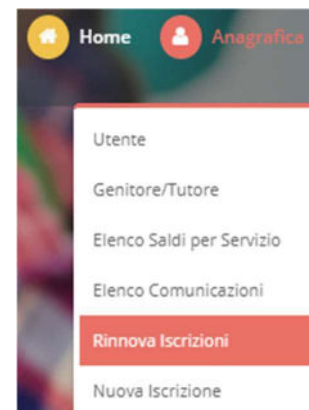 Home Anagrafica
Utente
Genitore/Tutore
Elenco Saldi per Servizio
Elenco Comunicazioni
Rinnova Iscrizioni
Nuova Iscrizione